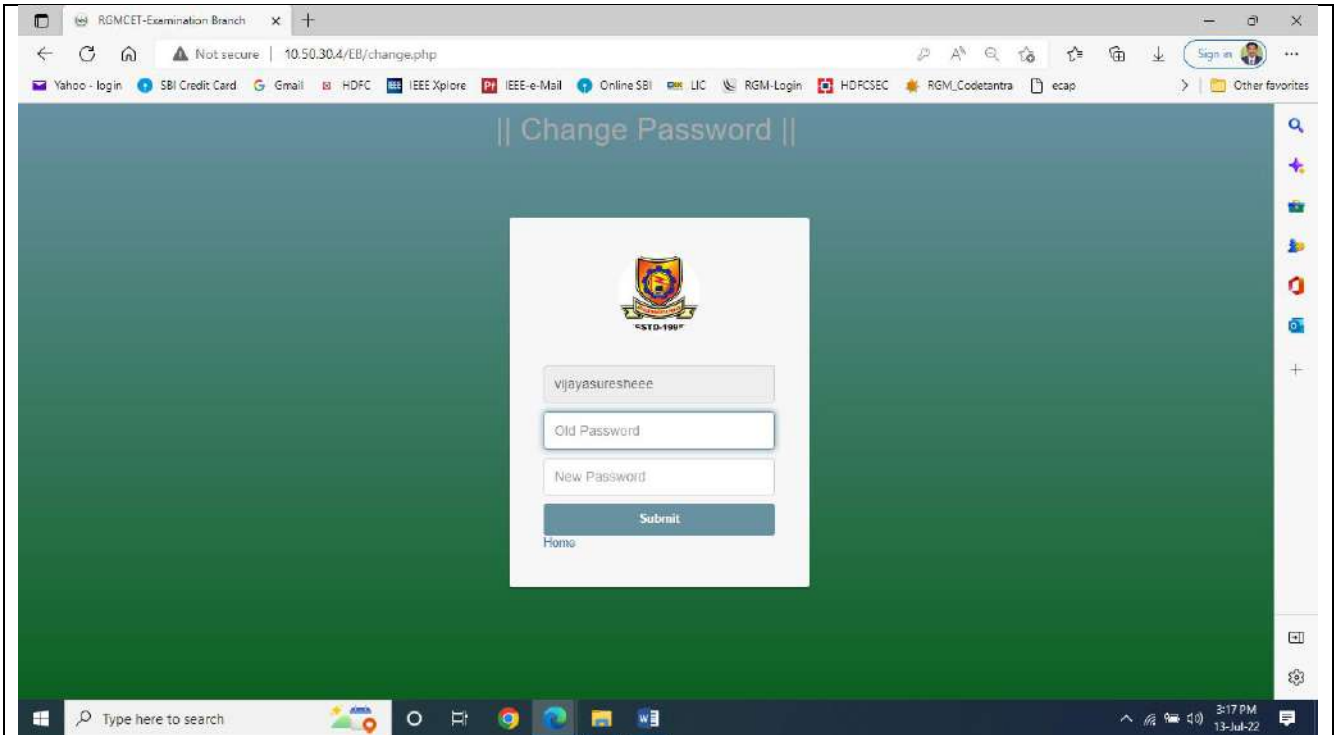 RGMCET-Examination Branch
Not secure | 10.50.30.4/EB/change.php
Sign in
Yahoo - login SBI Credit Card Gmail HDFC IEEE Xplore IEEE-e-Mail Online SBI LIC RGM-Login HDFCSEC RGM_Codetantra ecap Other favorites
|| Change Password ||
vijayasuresheee
Old Password
New Password
Submit
Home
Type here to search
3:17 PM
13-Jul-22